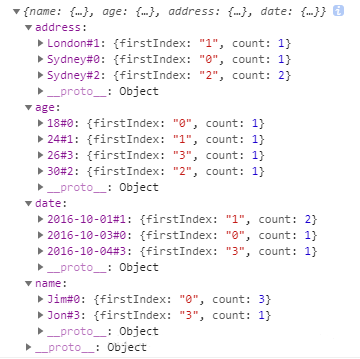 ▼{name: {…}, age: {…}, address: {…}, date: {…}} i
▼address:
▶London#1: {firstIndex: "1", count: 1}
▶Sydney#0: {firstIndex: "0", count: 1}
▶Sydney#2: {firstIndex: "2", count: 2}
▶__proto__: Object
▼age:
▶18#0: {firstIndex: "0", count: 1}
▶24#1: {firstIndex: "1", count: 1}
▶26#3: {firstIndex: "3", count: 1}
▶30#2: {firstIndex: "2", count: 1}
▶__proto__: Object
▼date:
▶2016-10-01#1: {firstIndex: "1", count: 2}
▶2016-10-03#0: {firstIndex: "0", count: 1}
▶2016-10-04#3: {firstIndex: "3", count: 1}
▶__proto__: Object
▼name:
▶Jim#0: {firstIndex: "0", count: 3}
▶Jon#3: {firstIndex: "3", count: 1}
▶__proto__: Object
▶__proto__: Object